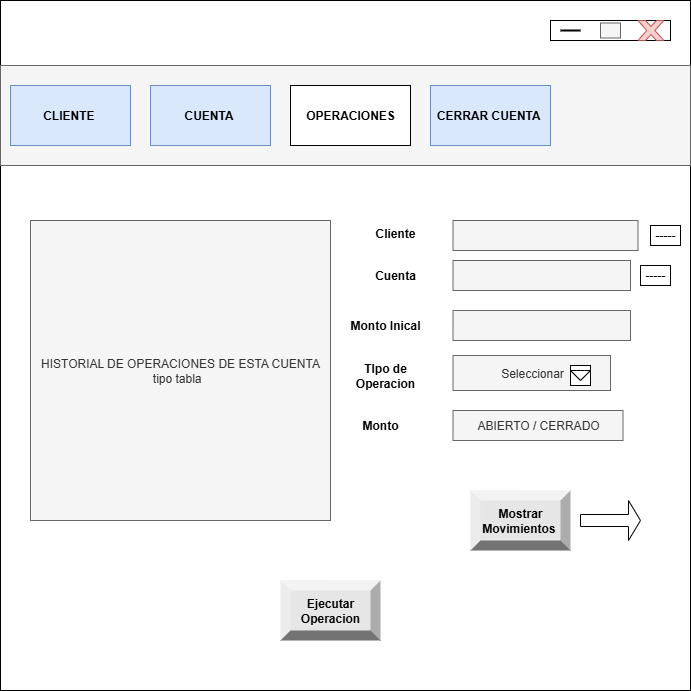 CLIENTE
CUENTA
OPERACIONES
CERRAR CUENTA
HISTORIAL DE OPERACIONES DE ESTA CUENTA
tipo tabla
Cliente
-----
Cuenta
-----
Monto Inical
TIpo de
Operacion
Seleccionar
Monto
ABIERTO / CERRADO
Mostrar
Movimientos
Ejecutar
Operacion